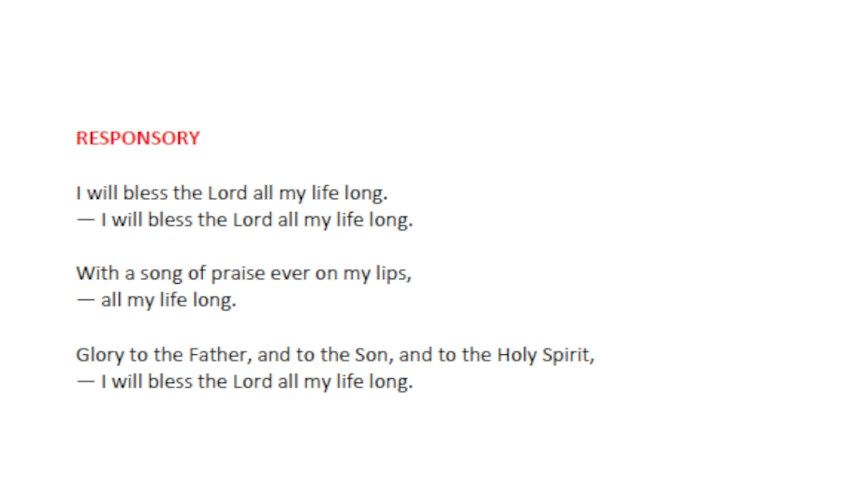 RESPONSORY
I will bless the Lord all my life long.
— I will bless the Lord all my life long.
With a song of praise ever on my lips,
— all my life long.
Glory to the Father, and to the Son, and to the Holy Spirit,
— I will bless the Lord all my life long.